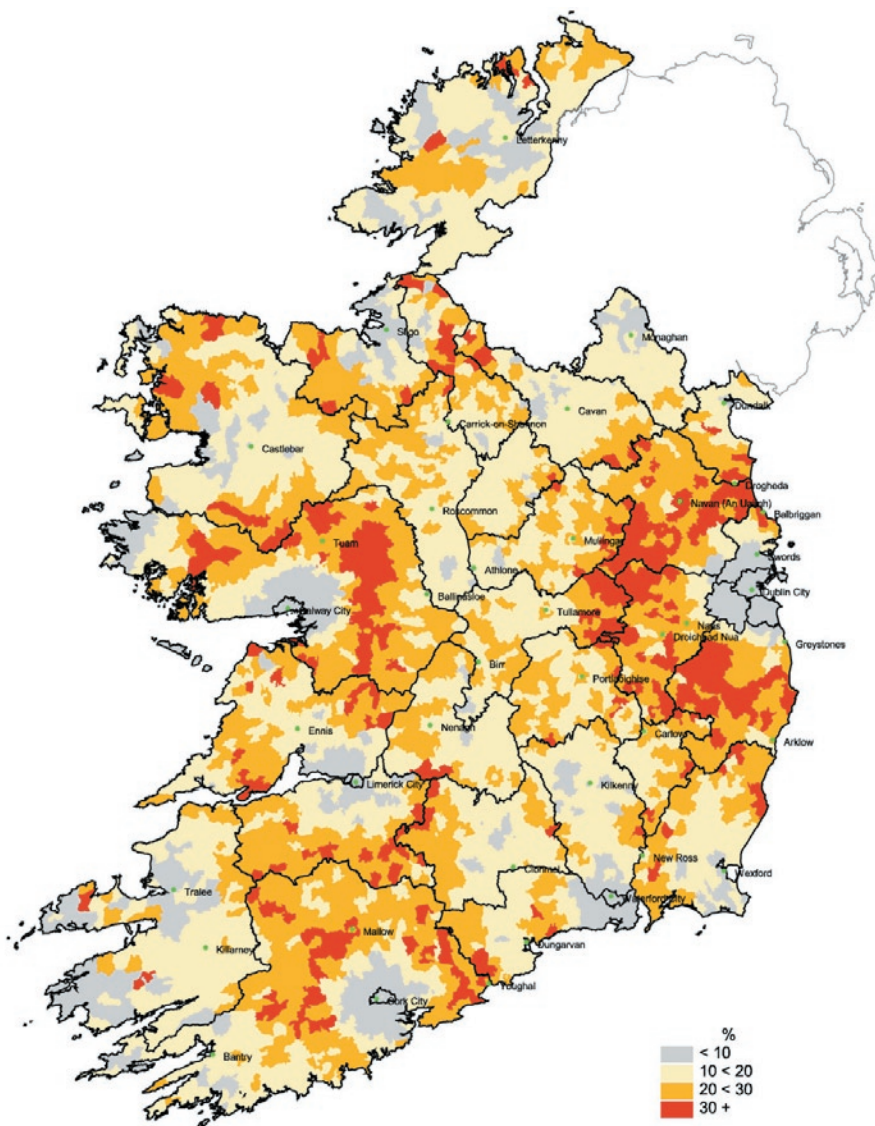 Letterkenny
Sligo
Monaghan
Dundalk
Cavan
Carrick-on-Shannon
Castlebar
Drogheda
Navan (An Uaimh)
Balbriggan
Roscommon
Mullingar
Tuam
Swords
Athlone
Dublin City
Ballinasloe
Galway City
Tullamore
Naas
Droichead Nua
Greystones
Birr
Portlaoighise
Ennis
Nenagh
Carlow
Arklow
Limerick City
Kilkenny
New Ross
Clonmel
Wexford
Tralee
Waterford City
Mallow
Killarney
Dungarvan
Youghal
Cork City
Bantry
%
< 10
10 < 20
20 < 30
30 +